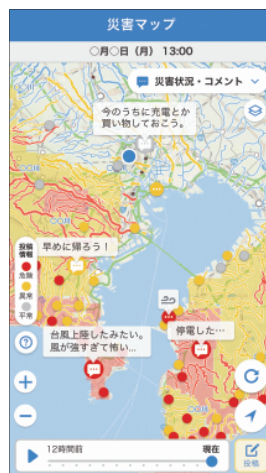 災害マップ
○月○日（月） 13:00
災害状況・コメント
今のうちに充電とか
買い物しておこう。
投稿
情報
危険
異常
平常
早めに帰ろう！
台風上陸したみたい。
風が強すぎて怖い…
停電した…
12時間前
現在
投稿